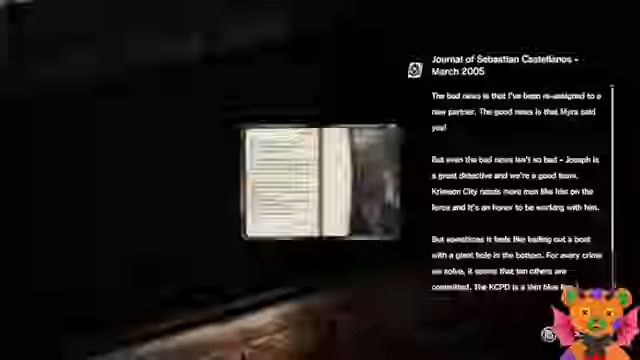 Journal of Sebastian Castellanos -
March 2005
The bad news is that I've been re-assigned to a
new partner. The good news is that Myra said
yes!
But even the bad news isn't so bad - Joseph is
a great detective and we're a good team.
Krimson City needs more men like him on the
force and it's an honor to be working with him.
But sometimes it feels like bailing out a boat
with a giant hole in the bottom. For every crime
we solve, it seems that ten others are
committed. The KCPD is a thin blue